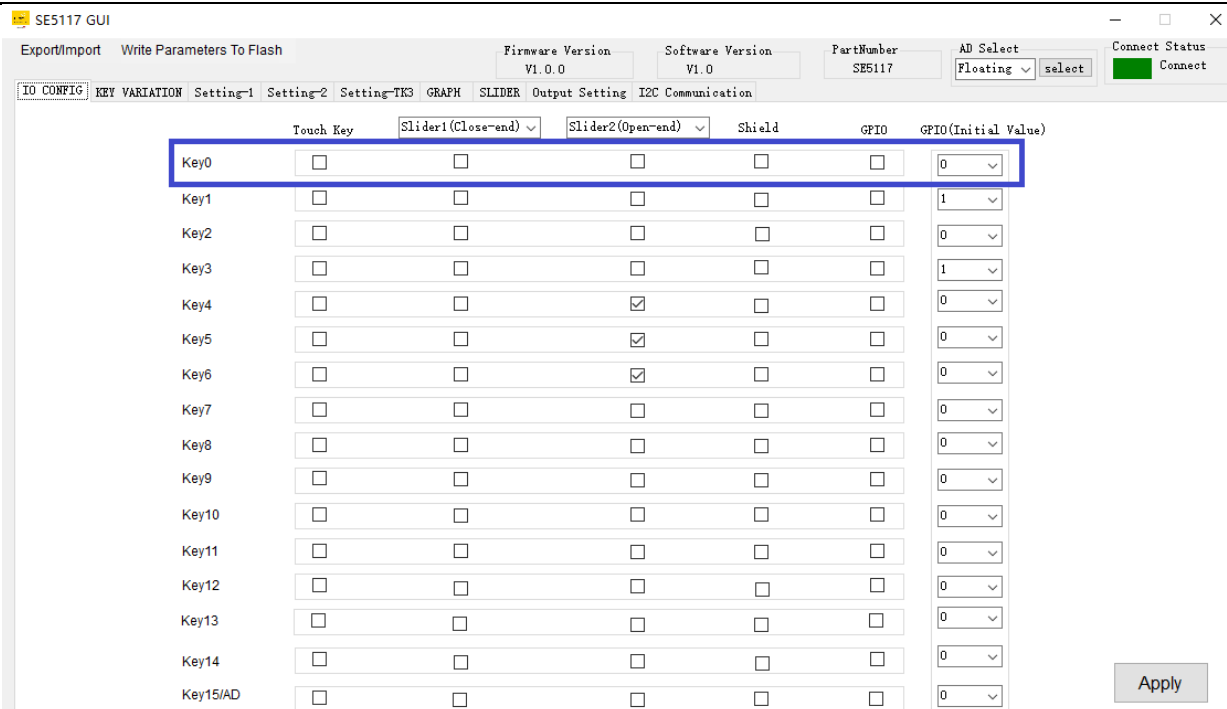 SE5117 GUI
Export/Import Write Parameters To Flash
Firmware Version Software Version PartNumber AD Select Connect Status
V1.0.0 V1.0 SE5117 Floating select Connect
IO CONFIG KEY VARIATION Setting-1 Setting-2 Setting-TK3 GRAPH SLIDER Output Setting I2C Communication
Touch Key Slider1(Close-end) Slider2(Open-end) Shield GPIO GPIO(Initial Value)
Key0 0
Key1 1
Key2 0
Key3 1
Key4 0
Key5 0
Key6 0
Key7 0
Key8 0
Key9 0
Key10 0
Key11 0
Key12 0
Key13 0
Key14 0
Key15/AD 0
Apply